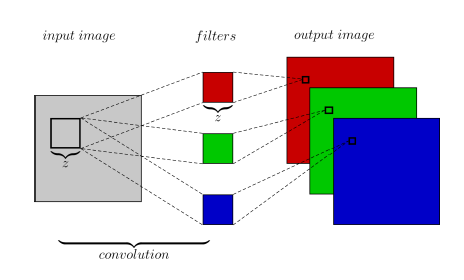 input image
filters
output image
z
z
convolution